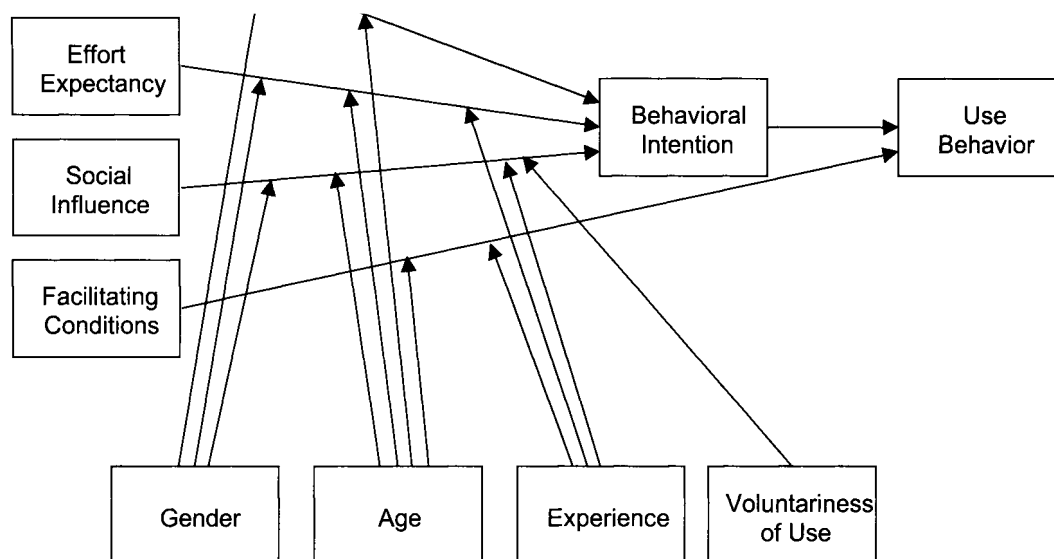 Effort
Expectancy
Behavioral
Intention
Use
Behavior
Social
Influence
Facilitating
Conditions
Gender
Age
Experience
Voluntariness
of Use